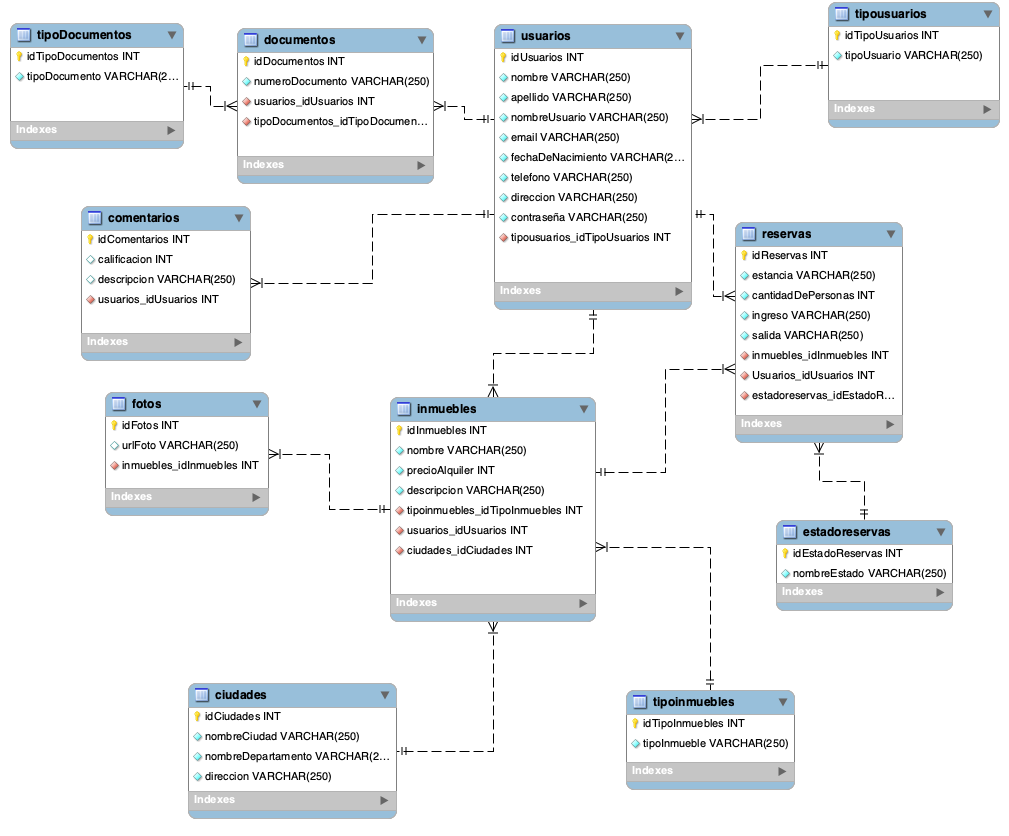 tipoDocumentos
idTipoDocumentos INT
tipoDocumento VARCHAR(2...
Indexes
documentos
idDocumentos INT
numeroDocumento VARCHAR(250)
usuarios_idUsuarios INT
tipoDocumentos_idTipoDocumen...
Indexes
usuarios
idUsuarios INT
nombre VARCHAR(250)
apellido VARCHAR(250)
nombreUsuario VARCHAR(250)
email VARCHAR(250)
fechaDeNacimiento VARCHAR(2...
telefono VARCHAR(250)
direccion VARCHAR(250)
contraseña VARCHAR(250)
tipousuarios_idTipoUsuarios INT
Indexes
tipousuarios
idTipoUsuarios INT
tipoUsuario VARCHAR(250)
Indexes
comentarios
idComentarios INT
calificacion INT
descripcion VARCHAR(250)
usuarios_idUsuarios INT
Indexes
reservas
idReservas INT
estancia VARCHAR(250)
cantidadDePersonas INT
ingreso VARCHAR(250)
salida VARCHAR(250)
inmuebles_idInmuebles INT
Usuarios_idUsuarios INT
estadoreservas_idEstadoR...
Indexes
fotos
idFotos INT
urlFoto VARCHAR(250)
inmuebles_idInmuebles INT
Indexes
inmuebles
idInmuebles INT
nombre VARCHAR(250)
precioAlquiler INT
descripcion VARCHAR(250)
tipoinmuebles_idTipoInmuebles INT
usuarios_idUsuarios INT
ciudades_idCiudades INT
Indexes
estadoreservas
idEstadoReservas INT
nombreEstado VARCHAR(250)
Indexes
ciudades
idCiudades INT
nombreCiudad VARCHAR(250)
nombreDepartamento VARCHAR(2...
direccion VARCHAR(250)
Indexes
tipoinmuebles
idTipoInmuebles INT
tipoInmueble VARCHAR(250)
Indexes